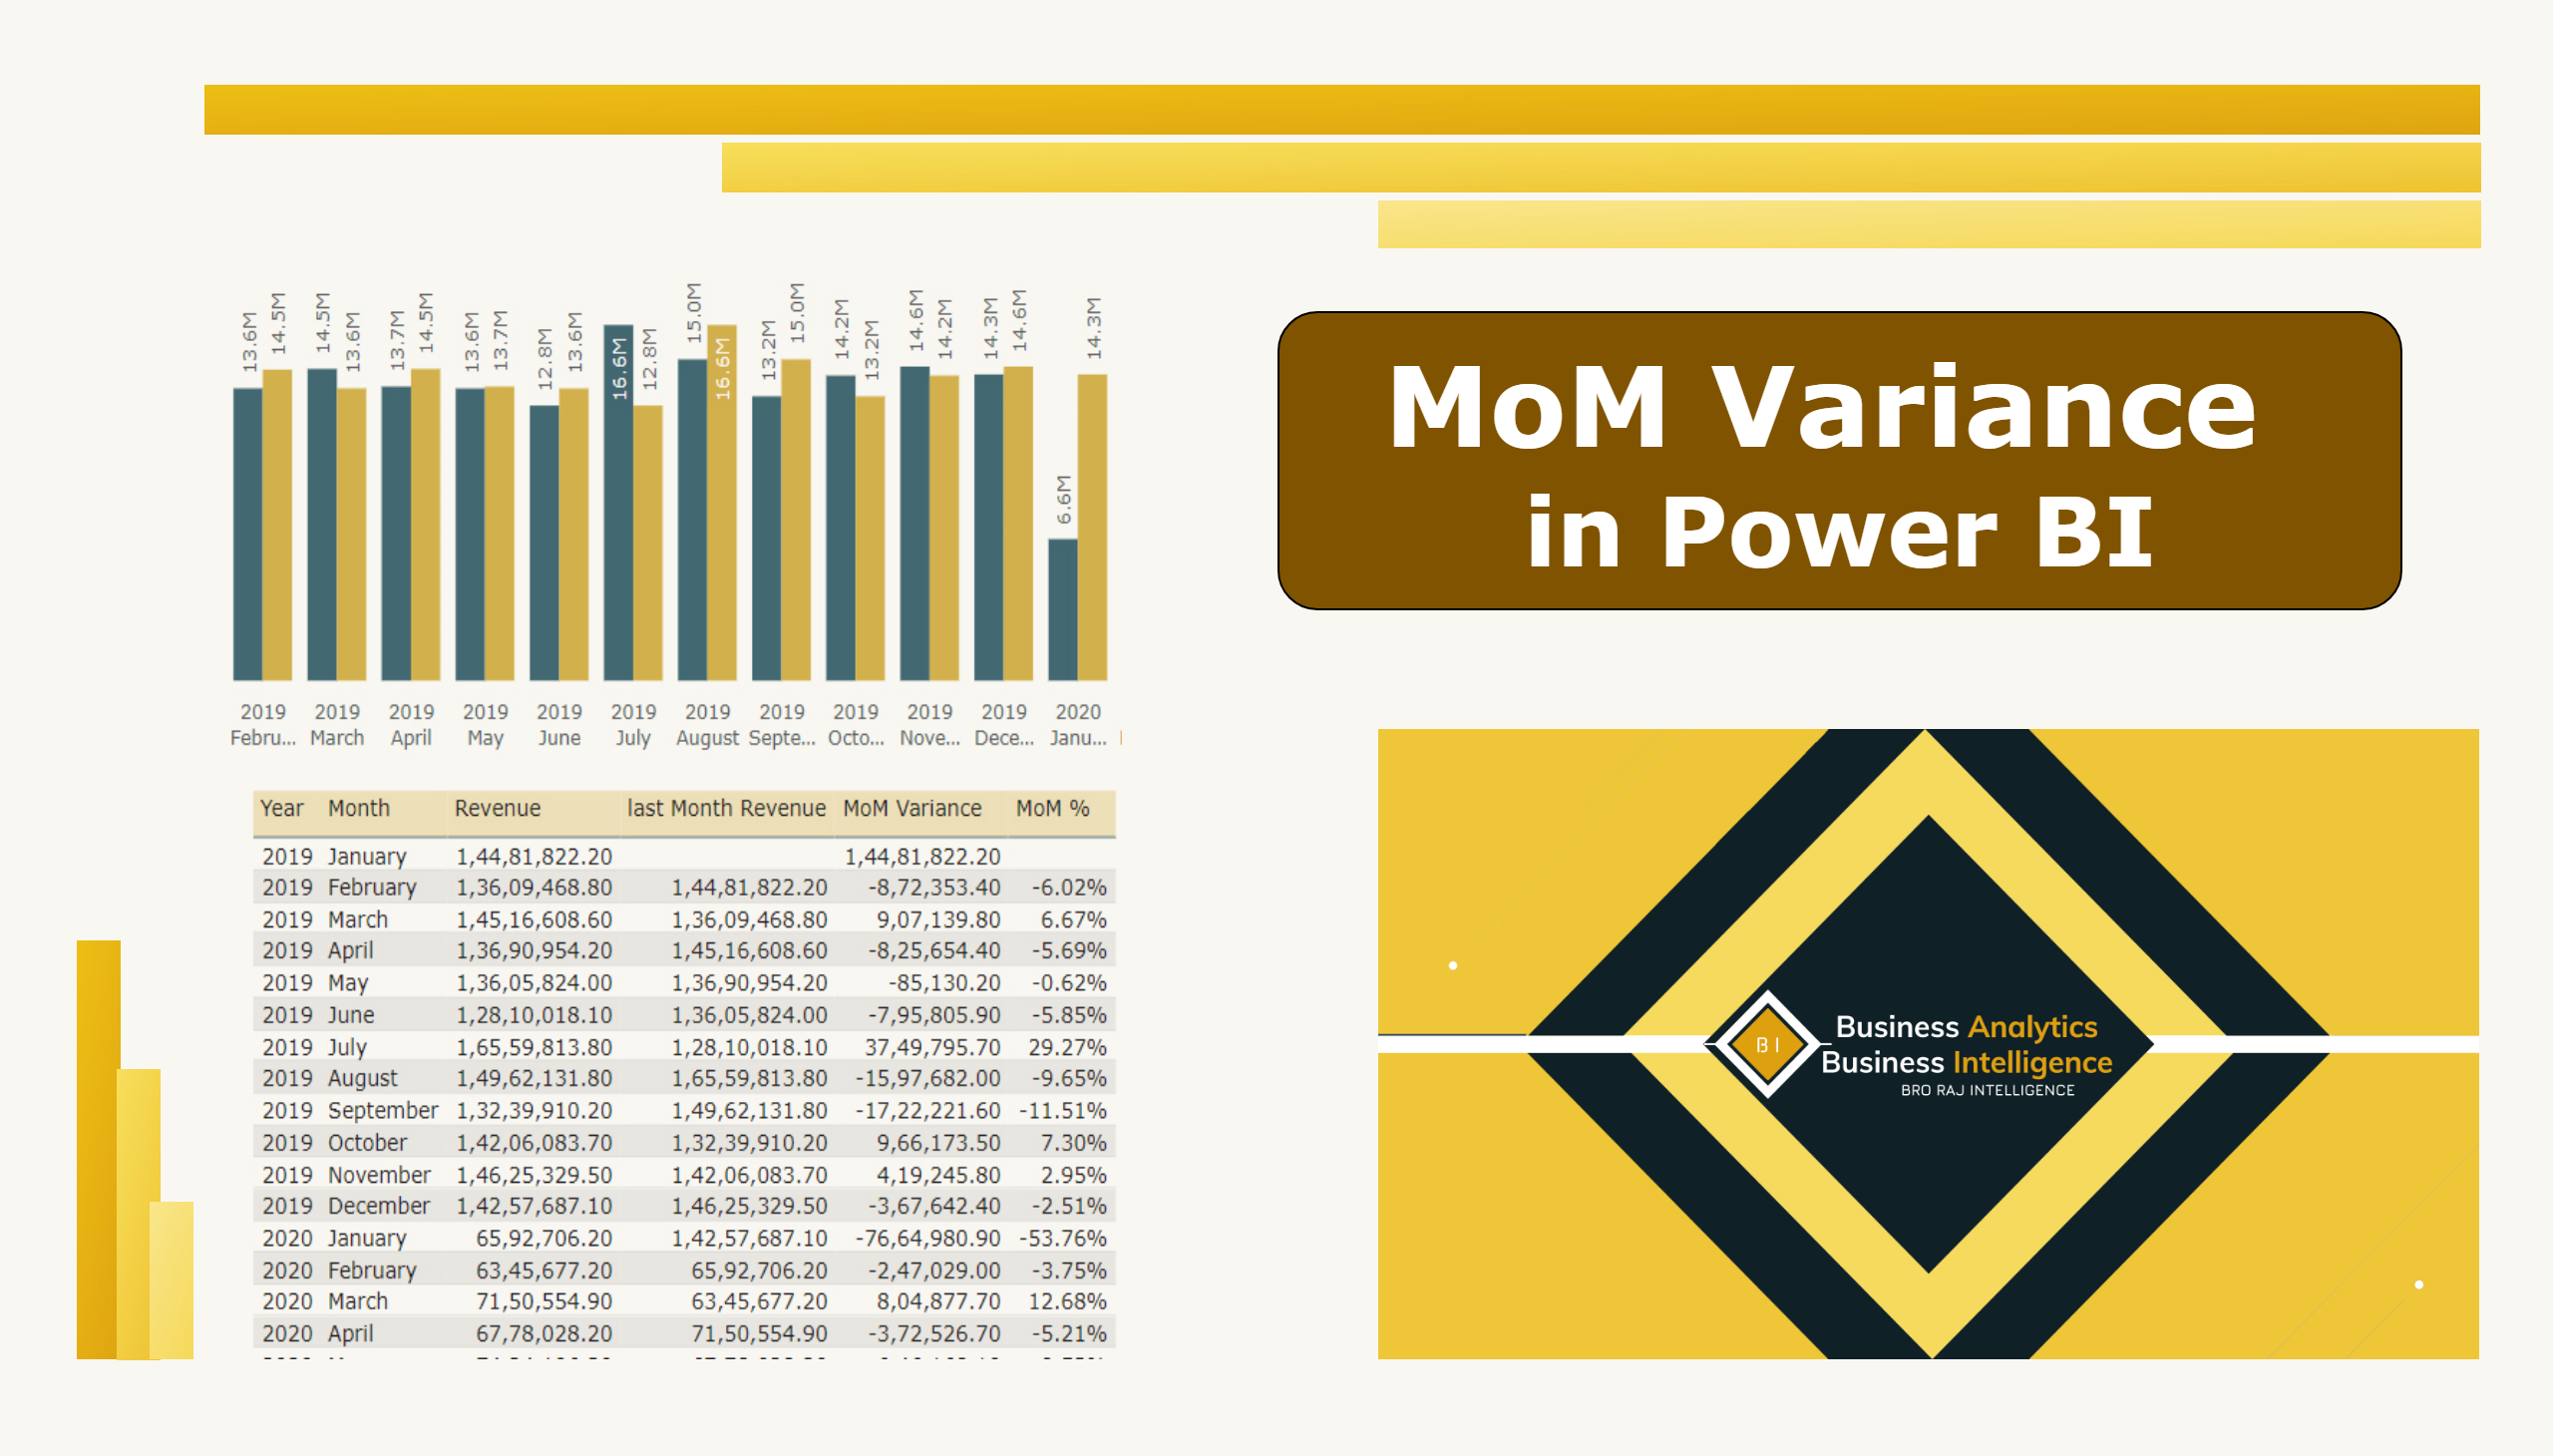 13.6M 14.5M 14.5M 13.6M 13.7M 14.5M 13.6M 13.7M 12.8M 13.6M 16.6M 12.8M 15.0M 16.6M 13.2M 15.0M 14.2M 13.2M 14.6M 14.2M 14.3M 14.6M 6.6M 14.3M
2019 2019 2019 2019 2019 2019 2019 2019 2019 2019 2019 2020
Febru... March April May June July August Septe... Octo... Nove... Dece... Janu...
MoM Variance
in Power BI
Year Month Revenue last Month Revenue MoM Variance MoM %
2019 January 1,44,81,822.20 1,44,81,822.20
2019 February 1,36,09,468.80 1,44,81,822.20 -8,72,353.40 -6.02%
2019 March 1,45,16,608.60 1,36,09,468.80 9,07,139.80 6.67%
2019 April 1,36,90,954.20 1,45,16,608.60 -8,25,654.40 -5.69%
2019 May 1,36,05,824.00 1,36,90,954.20 -85,130.20 -0.62%
2019 June 1,28,10,018.10 1,36,05,824.00 -7,95,805.90 -5.85%
2019 July 1,65,59,813.80 1,28,10,018.10 37,49,795.70 29.27%
2019 August 1,49,62,131.80 1,65,59,813.80 -15,97,682.00 -9.65%
2019 September 1,32,39,910.20 1,49,62,131.80 -17,22,221.60 -11.51%
2019 October 1,42,06,083.70 1,32,39,910.20 9,66,173.50 7.30%
2019 November 1,46,25,329.50 1,42,06,083.70 4,19,245.80 2.95%
2019 December 1,42,57,687.10 1,46,25,329.50 -3,67,642.40 -2.51%
2020 January 65,92,706.20 1,42,57,687.10 -76,64,980.90 -53.76%
2020 February 63,45,677.20 65,92,706.20 -2,47,029.00 -3.75%
2020 March 71,50,554.90 63,45,677.20 8,04,877.70 12.68%
2020 April 67,78,028.20 71,50,554.90 -3,72,526.70 -5.21%
BI
Business Analytics
Business Intelligence
BRO RAJ INTELLIGENCE